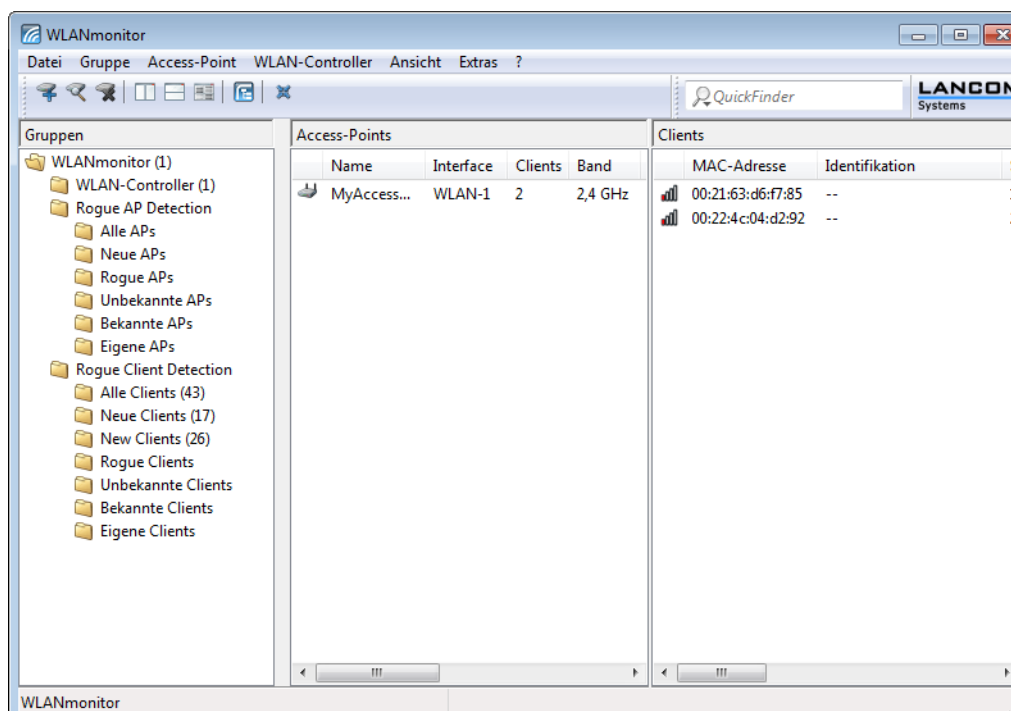 WLANmonitor
Datei Gruppe Access-Point WLAN-Controller Ansicht Extras ?
QuickFinder
LANCOM
Systems
Gruppen
WLANmonitor (1)
WLAN-Controller (1)
Rogue AP Detection
Alle APs
Neue APs
Rogue APs
Unbekannte APs
Bekannte APs
Eigene APs
Rogue Client Detection
Alle Clients (43)
Neue Clients (17)
New Clients (26)
Rogue Clients
Unbekannte Clients
Bekannte Clients
Eigene Clients
Access-Points
Name Interface Clients Band
MyAccess... WLAN-1 2 2,4 GHz
Clients
MAC-Adresse Identifikation
00:21:63:d6:f7:85 --
00:22:4c:04:d2:92 --
WLANmonitor